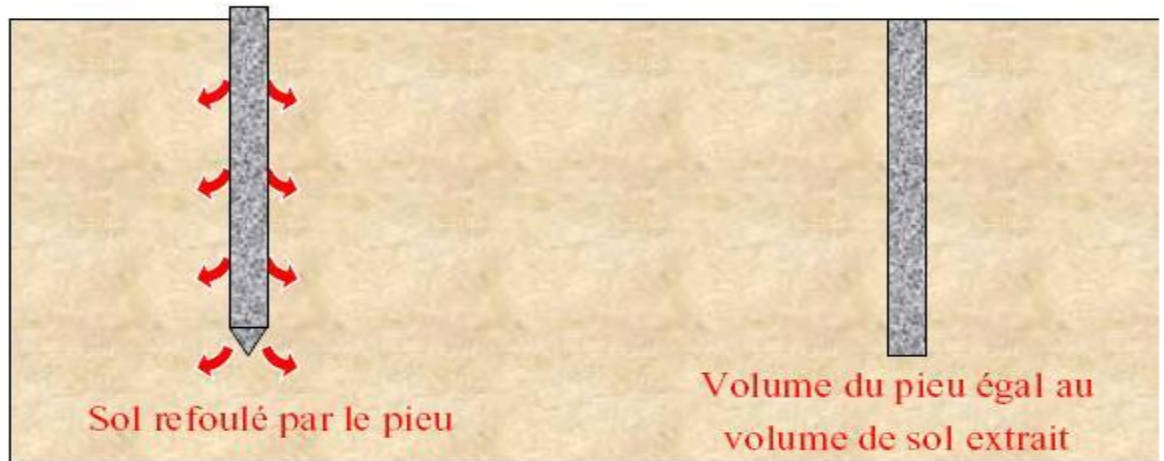 Sol refoulé par le pieu
Volume du pieu égal au
volume de sol extrait